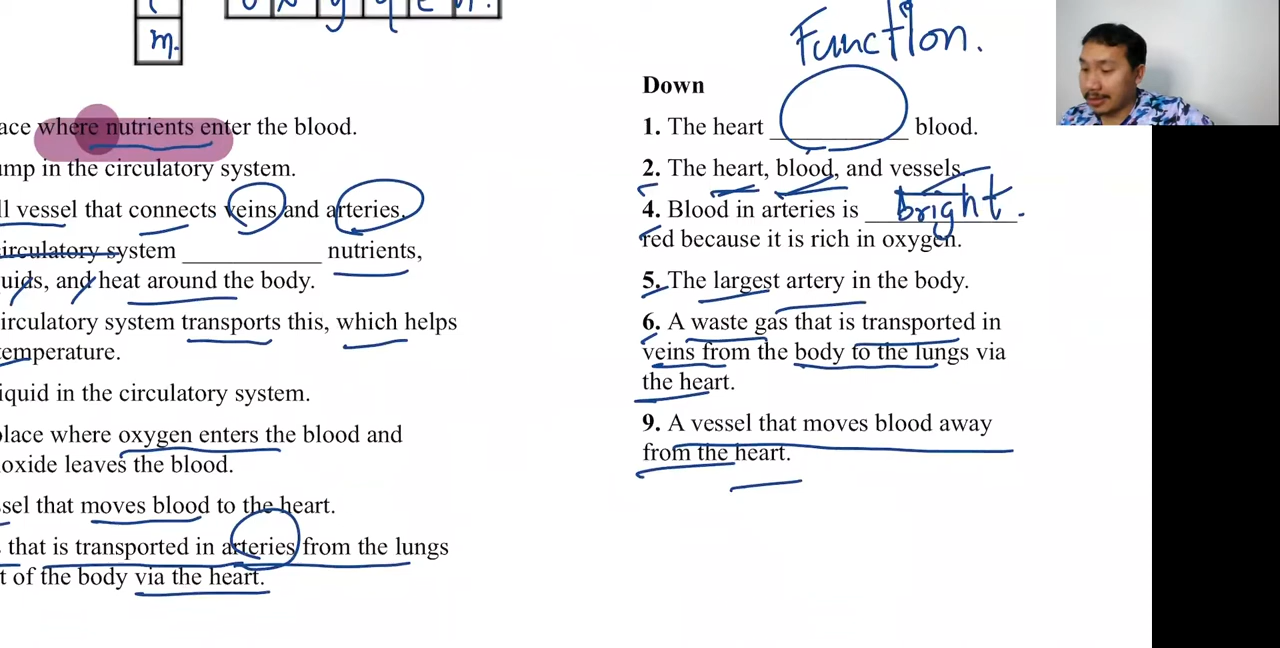 o x y g e n.
m.
Function.
ace where nutrients enter the blood.
ump in the circulatory system.
ll vessel that connects veins and arteries.
irculatory system __________ nutrients,
uids, and heat around the body.
irculatory system transports this, which helps
temperature.
iquid in the circulatory system.
place where oxygen enters the blood and
oxide leaves the blood.
sel that moves blood to the heart.
that is transported in arteries from the lungs
t of the body via the heart.
Down
1. The heart __________ blood.
2. The heart, blood, and vessels.
4. Blood in arteries is bright.
red because it is rich in oxygen.
5. The largest artery in the body.
6. A waste gas that is transported in
veins from the body to the lungs via
the heart.
9. A vessel that moves blood away
from the heart.